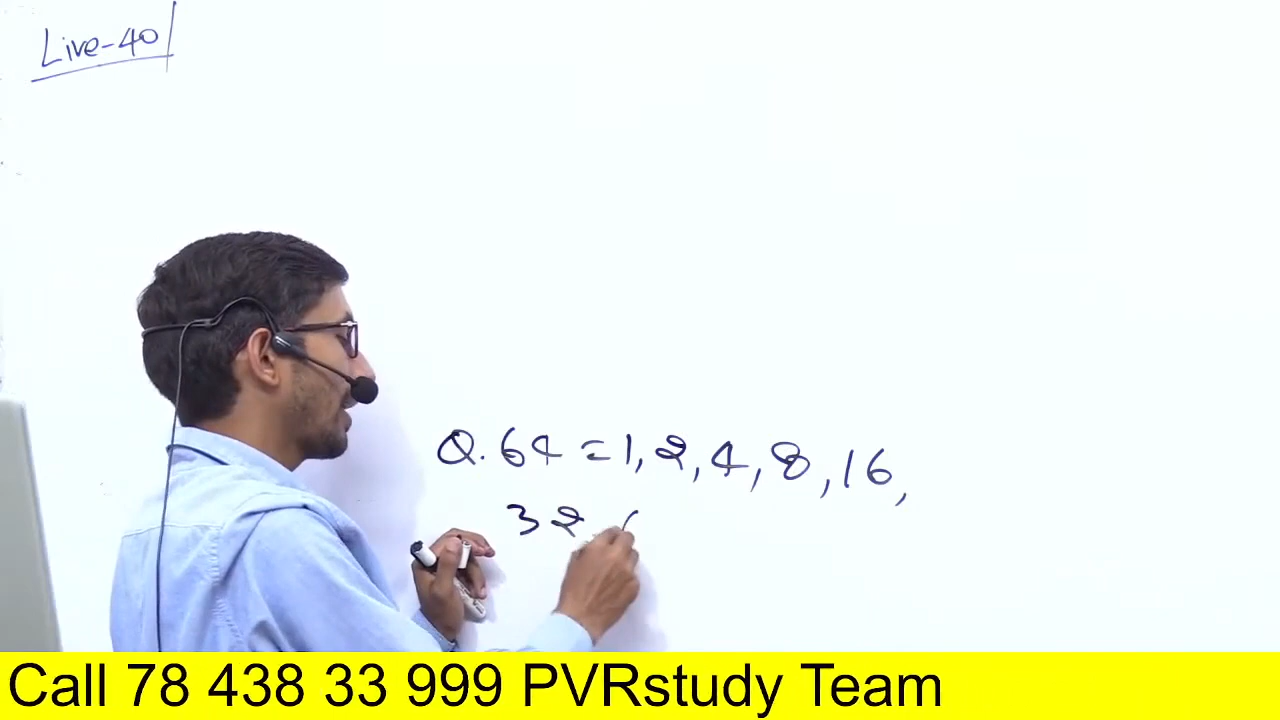 Live-40
Q. 64 = 1, 2, 4, 8, 16,
32
Call 78 438 33 999 PVRstudy Team